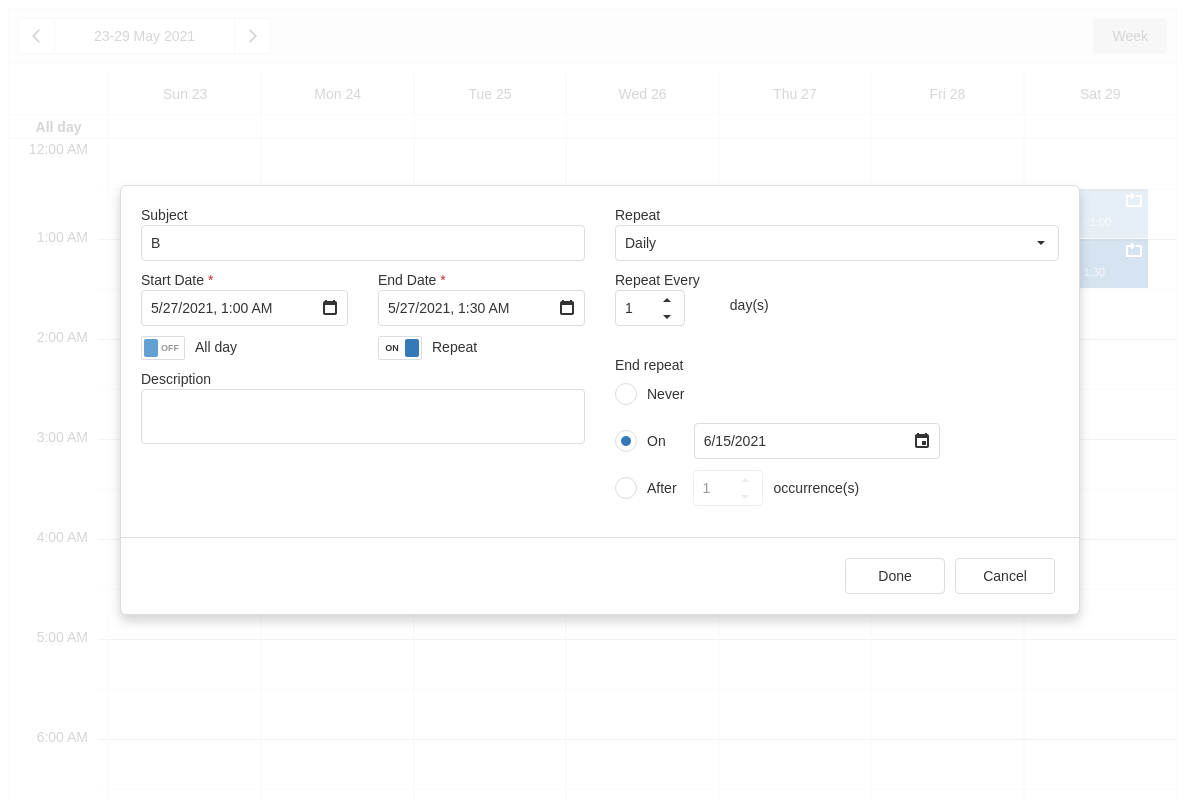 23-29 May 2021
Week
Sun 23
Mon 24
Tue 25
Wed 26
Thu 27
Fri 28
Sat 29
All day
12:00 AM
1:00 AM
2:00 AM
3:00 AM
4:00 AM
5:00 AM
6:00 AM
- 1:00
1:30
Subject
B
Start Date *
End Date *
5/27/2021, 1:00 AM
5/27/2021, 1:30 AM
OFF
All day
ON
Repeat
Description
Repeat
Daily
Repeat Every
1
day(s)
End repeat
Never
On
6/15/2021
After
1
occurrence(s)
Done
Cancel